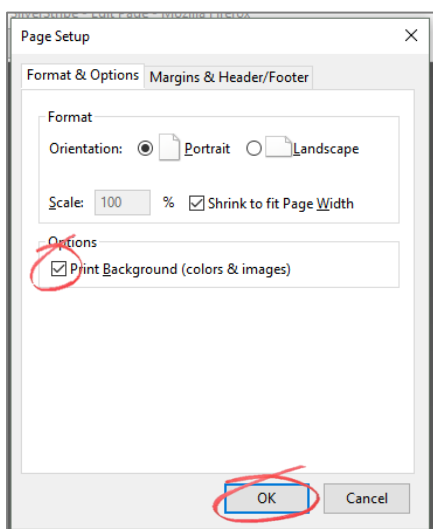 SilverStripe - Edit Page - Mozilla Firefox
Page Setup
Format & Options Margins & Header/Footer
Format
Orientation: Portrait Landscape
Scale: 100 % Shrink to fit Page Width
Options
Print Background (colors & images)
OK Cancel